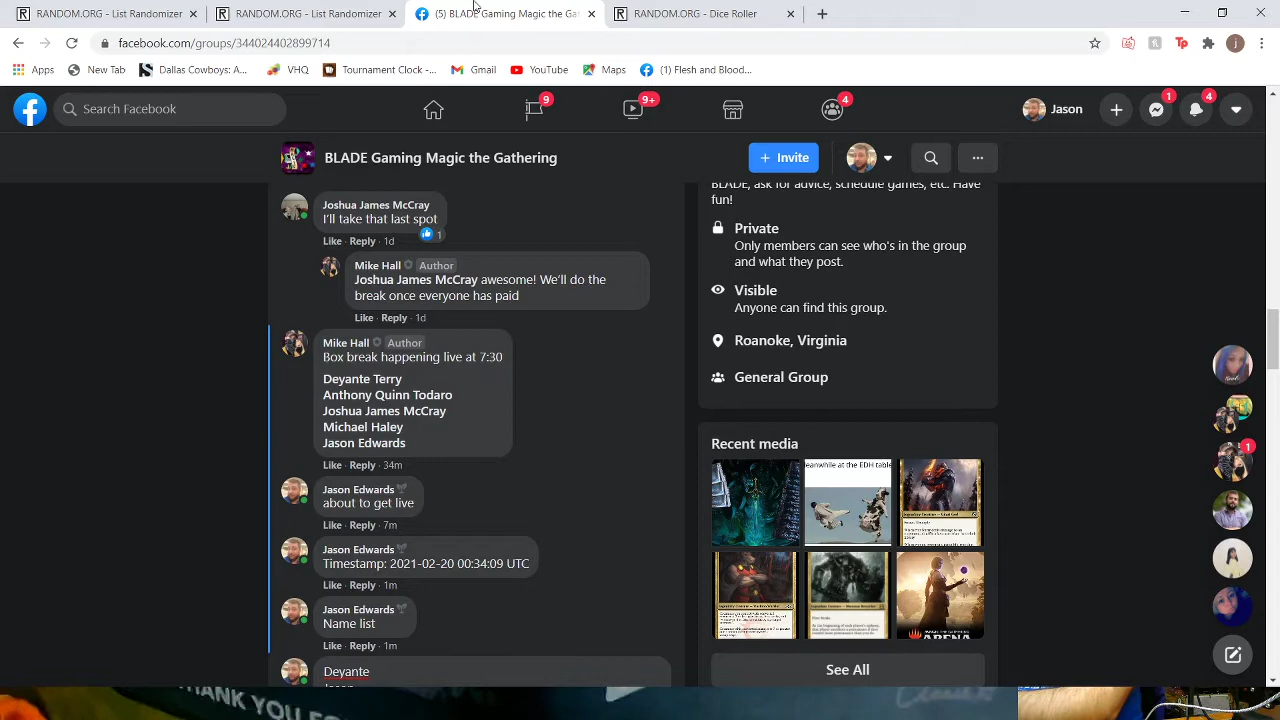 RANDOM.ORG - List Randomizer
RANDOM.ORG - List Randomizer
(5) BLADE Gaming Magic the Ga
RANDOM.ORG - Dice Roller
facebook.com/groups/344024402899714
Apps
New Tab
Dallas Cowboys: A...
VHQ
Tournament Clock -...
Gmail
YouTube
Maps
(1) Flesh and Blood...
Search Facebook
9
9+
4
Jason
1
4
BLADE Gaming Magic the Gathering
+ Invite
Joshua James McCray
I'll take that last spot
1
Like · Reply · 1d
Mike Hall Author
Joshua James McCray awesome! We'll do the
break once everyone has paid
Like · Reply · 1d
Mike Hall Author
Box break happening live at 7:30
Deyante Terry
Anthony Quinn Todaro
Joshua James McCray
Michael Haley
Jason Edwards
Like · Reply · 34m
Jason Edwards
about to get live
Like · Reply · 7m
Jason Edwards
Timestamp: 2021-02-20 00:34:09 UTC
Like · Reply · 1m
Jason Edwards
Name list
Like · Reply · 1m
Deyante
BLADE, ask for advice, schedule games, etc. Have
fun!
Private
Only members can see who's in the group
and what they post.
Visible
Anyone can find this group.
Roanoke, Virginia
General Group
Recent media
eanwhile at the EDH table
ARENA
See All
1
THANK YOU FO